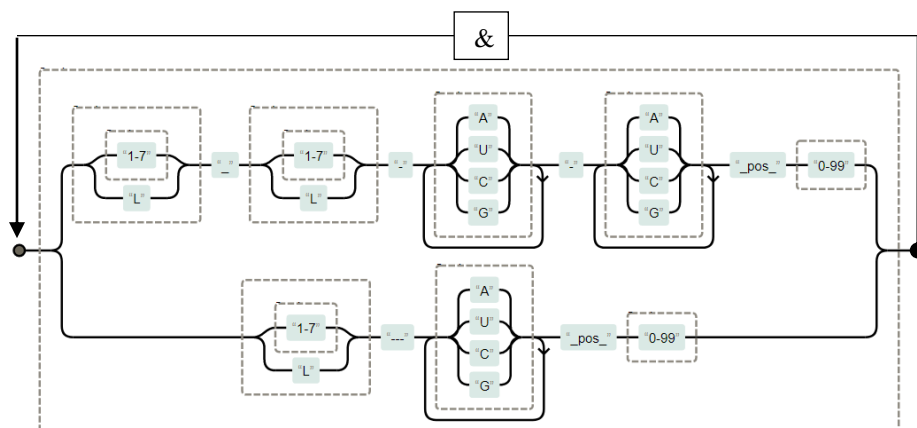 &
“A” “A”
“1-7” “_” “1-7” “-” “U” “-” “U” “_pos_” “0-99”
“L” “L” “C” “C”
“G” “G”
“A”
“1-7” “---” “U” “_pos_” “0-99”
“L” “C”
“G”